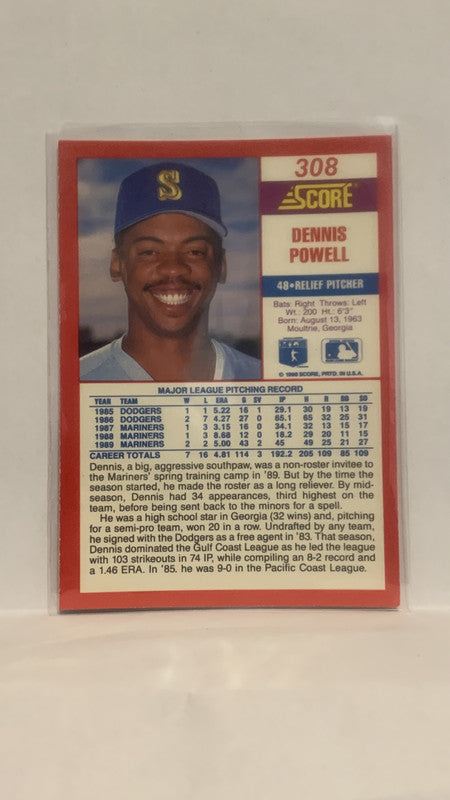 S
308
SCORE
DENNIS
POWELL
48•RELIEF PITCHER
Bats: Right Throws: Left
Wt.: 200 Ht.: 6'3"
Born: August 13, 1963
Moultrie, Georgia
© 1990 SCORE, PRTD. IN U.S.A.
MAJOR LEAGUE PITCHING RECORD
YEAR TEAM W L ERA G SV IP H R BB SO
1985 DODGERS 1 1 5.22 16 1 29.1 30 19 13 19
1986 DODGERS 2 7 4.27 27 0 65.1 65 32 25 31
1987 MARINERS 1 3 3.15 16 0 34.1 32 13 15 17
1988 MARINERS 1 3 8.68 12 0 18.2 29 20 11 15
1989 MARINERS 2 2 5.00 43 2 45 49 25 21 27
CAREER TOTALS 7 16 4.81 114 3 192.2 205 109 85 109
Dennis, a big, aggressive southpaw, was a non-roster invitee to
the Mariners' spring training camp in '89. But by the time the
season started, he made the roster as a long reliever. By mid-
season, Dennis had 34 appearances, third highest on the
team, before being sent back to the minors for a spell.
He was a high school star in Georgia (32 wins) and, pitching
for a semi-pro team, won 20 in a row. Undrafted by any team,
he signed with the Dodgers as a free agent in '83. That season,
Dennis dominated the Gulf Coast League as he led the league
with 103 strikeouts in 74 IP, while compiling an 8-2 record and
a 1.46 ERA. In '85, he was 9-0 in the Pacific Coast League.